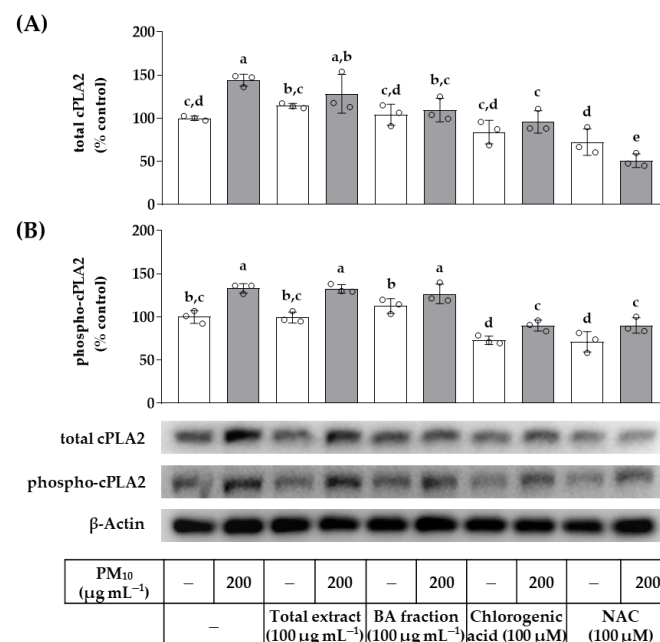 (A)
total cPLA2
(% control)
200
150
100
50
0
c,d
a
b,c
a,b
c,d
b,c
c,d
c
d
e
(B)
phospho-cPLA2
(% control)
200
150
100
50
0
b,c
a
b,c
a
b
a
d
c
d
c
total cPLA2
phospho-cPLA2
β-Actin
PM₁₀
(µg mL⁻¹)
– 200 – 200 – 200 – 200 – 200
–
Total extract
(100 µg mL⁻¹)
BA fraction
(100 µg mL⁻¹)
Chlorogenic
acid (100 µM)
NAC
(100 µM)